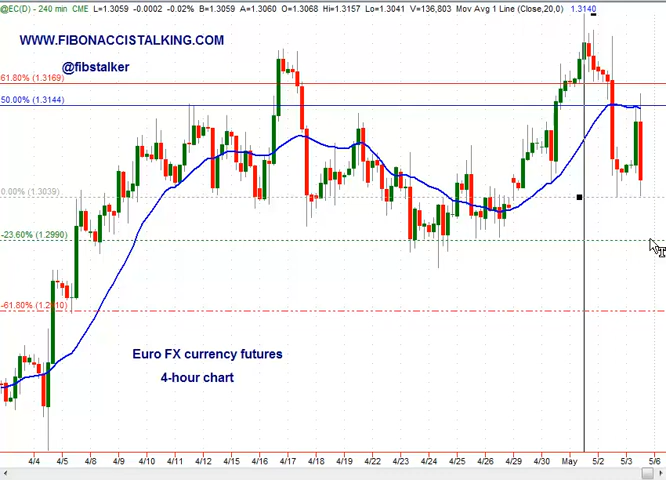 @EC(D) - 240 min CME L=1.3059 -0.0002 -0.02% B=1.3059 A=1.3060 O=1.3068 Hi=1.3157 Lo=1.3041 V=136,803 Mov Avg 1 Line (Close,20,0) 1.3140
WWW.FIBONACCISTALKING.COM
@fibstalker
61.80% (1.3169)
50.00% (1.3144)
0.00% (1.3039)
-23.60% (1.2990)
-61.80% (1.2910)
Euro FX currency futures
4-hour chart
4/4 4/5 4/8 4/9 4/10 4/11 4/12 4/15 4/16 4/17 4/18 4/19 4/22 4/23 4/24 4/25 4/26 4/29 4/30 May 5/2 5/3 5/6